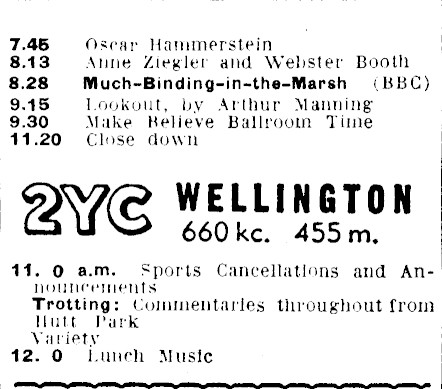 7.45 Oscar Hammerstein
8.13 Anne Ziegler and Webster Booth
8.28 Much-Binding-in-the-Marsh (BBC)
9.15 Lookout, by Arthur Manning
9.30 Make Believe Ballroom Time
11.20 Close down
2YC WELLINGTON
660 kc. 455 m.
11. 0 a.m. Sports Cancellations and An-
nouncements
Trotting: Commentaries throughout from
Hutt Park
Variety
12. 0 Lunch Music